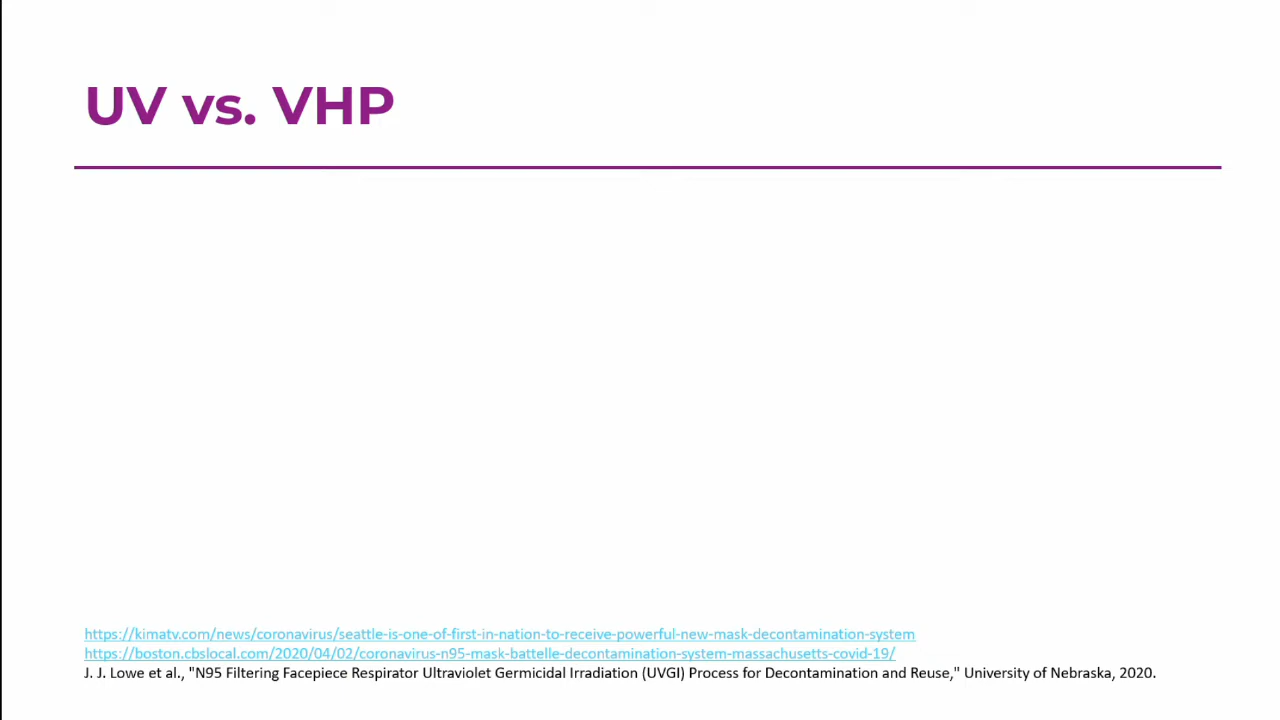 UV vs. VHP
https://kimatv.com/news/coronavirus/seattle-is-one-of-first-in-nation-to-receive-powerful-new-mask-decontamination-system
https://boston.cbslocal.com/2020/04/02/coronavirus-n95-mask-battelle-decontamination-system-massachusetts-covid-19/
J. J. Lowe et al., "N95 Filtering Facepiece Respirator Ultraviolet Germicidal Irradiation (UVGI) Process for Decontamination and Reuse," University of Nebraska, 2020.